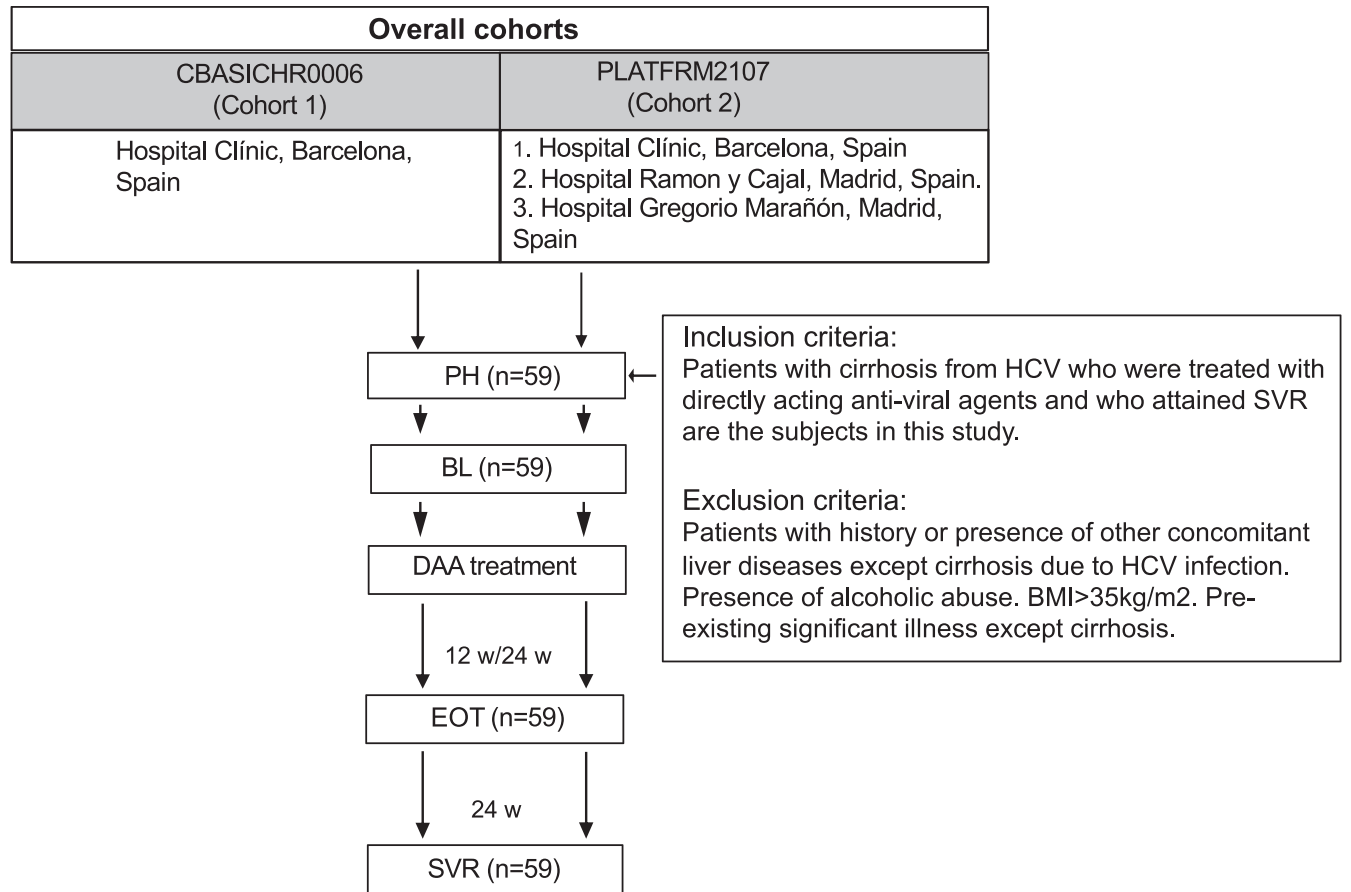 Overall cohorts
CBASICHR0006
(Cohort 1)
PLATFRM2107
(Cohort 2)
Hospital Clínic, Barcelona,
Spain
1. Hospital Clínic, Barcelona, Spain
2. Hospital Ramon y Cajal, Madrid, Spain.
3. Hospital Gregorio Marañón, Madrid,
Spain
PH (n=59)
Inclusion criteria:
Patients with cirrhosis from HCV who were treated with
directly acting anti-viral agents and who attained SVR
are the subjects in this study.
Exclusion criteria:
Patients with history or presence of other concomitant
liver diseases except cirrhosis due to HCV infection.
Presence of alcoholic abuse. BMI>35kg/m2. Pre-
existing significant illness except cirrhosis.
BL (n=59)
DAA treatment
12 w/24 w
EOT (n=59)
24 w
SVR (n=59)